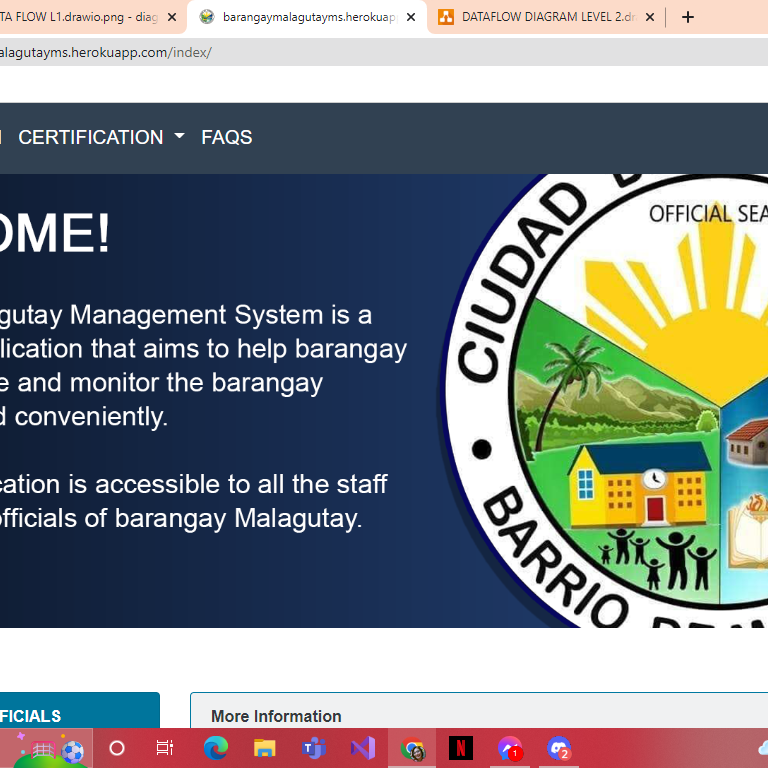 TA FLOW L1.drawio.png - diag
barangaymalagutayms.herokuap
DATAFLOW DIAGRAM LEVEL 2.dr
alagutayms.herokuapp.com/index/
CERTIFICATION
FAQS
OME!
gutay Management System is a
lication that aims to help barangay
e and monitor the barangay
d conveniently.
cation is accessible to all the staff
officials of barangay Malagutay.
CIUDAD
OFFICIAL SEA
BARRIO
FICIALS
More Information
1
2